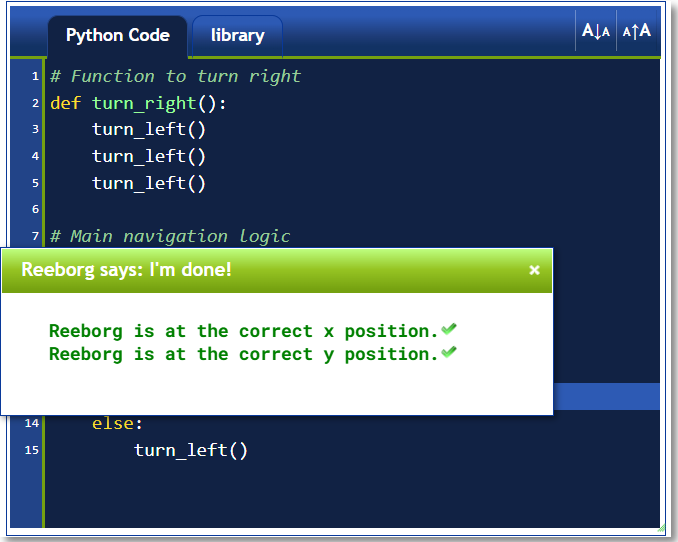 Python Code library A↓A A↑A
1 # Function to turn right
2 def turn_right():
3 turn_left()
4 turn_left()
5 turn_left()
6
7 # Main navigation logic
Reeborg says: I'm done! ×
Reeborg is at the correct x position.✔
Reeborg is at the correct y position.✔
14 else:
15 turn_left()